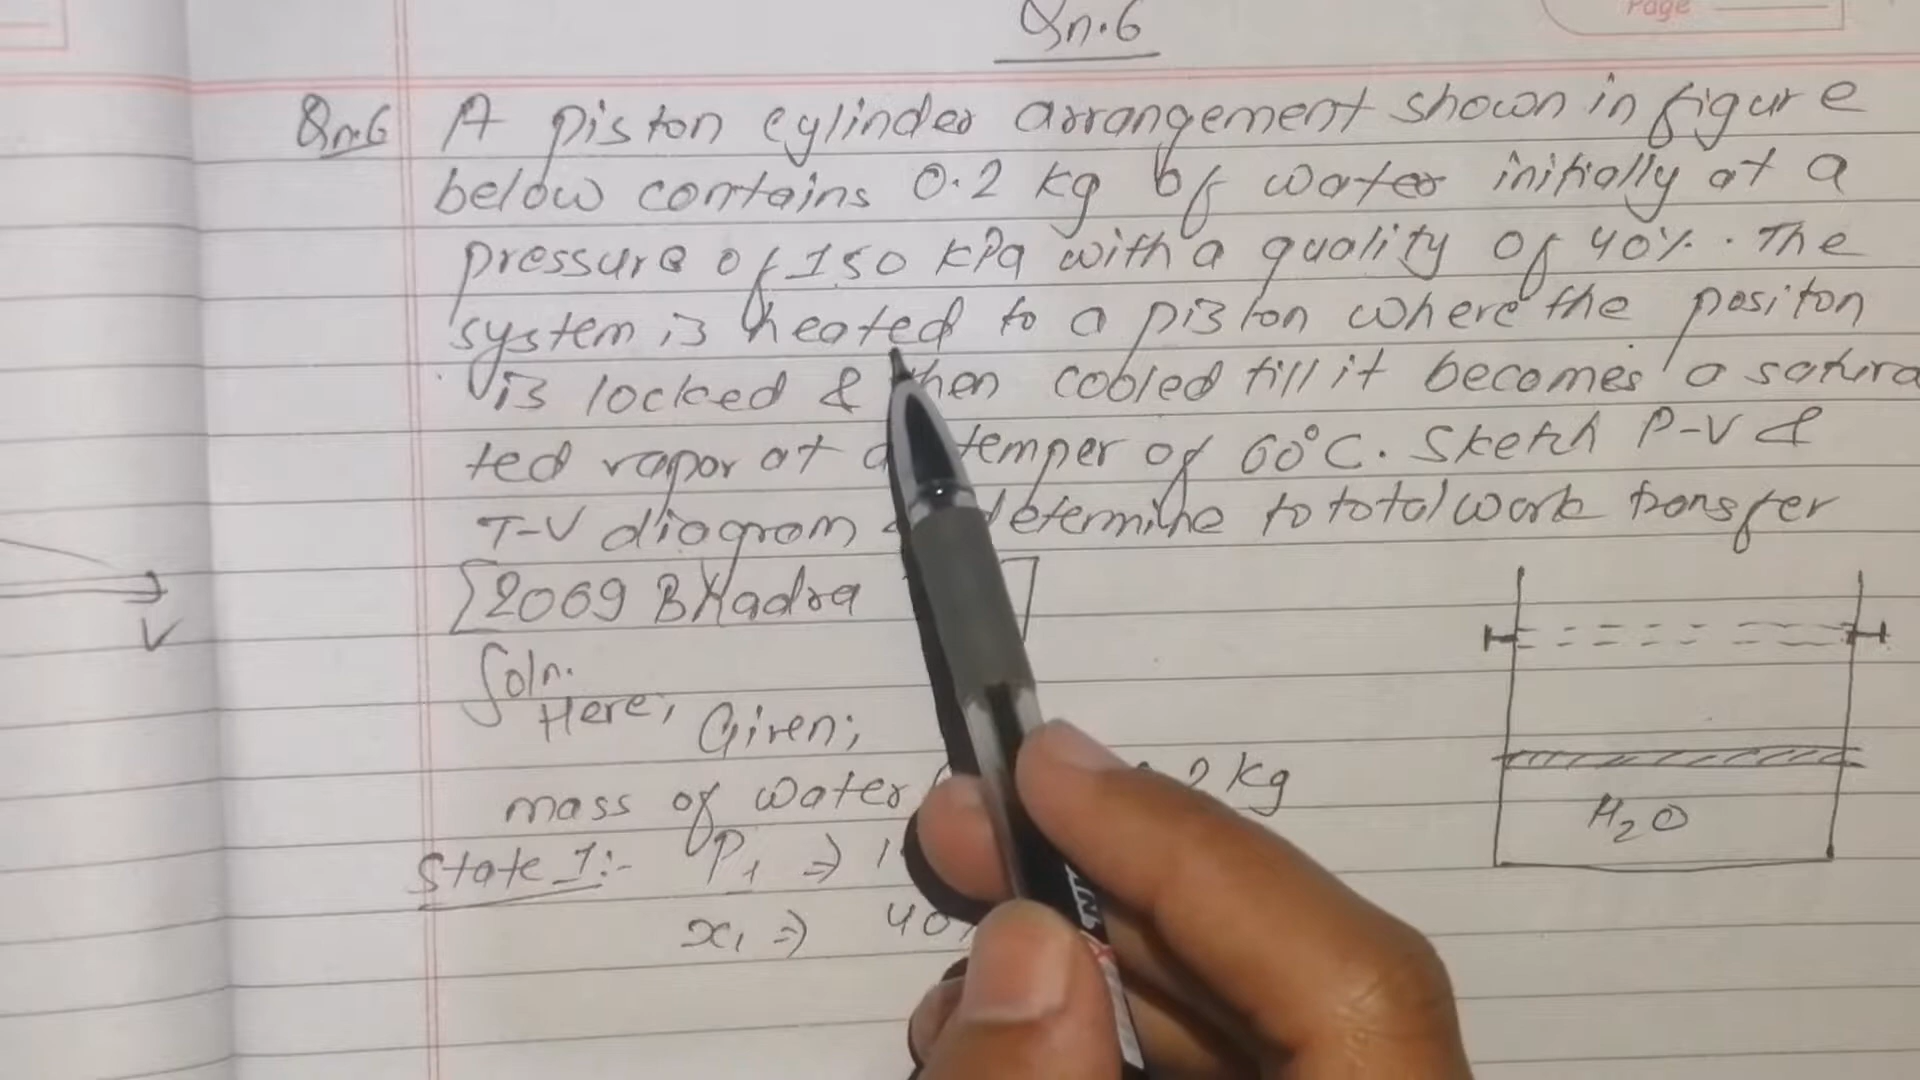 Page
Qn.6
Qn.6 A piston cylinder arrangement shown in figure
below contains 0.2 kg of water initially at a
pressure of 150 kPa with a quality of 40%. The
system is heated to a piston where the positon
is locked & then cooled till it becomes a satura
ted vapor at a temper of 60°C. Sketch P-V &
T-V diagram determine to total work transfer
[2069 BHadra ]
Soln.
Here, Given;
mass of water 0.2 kg
H2O
State 1:- P1 ⇒ 1
x1 ⇒ 40%
V